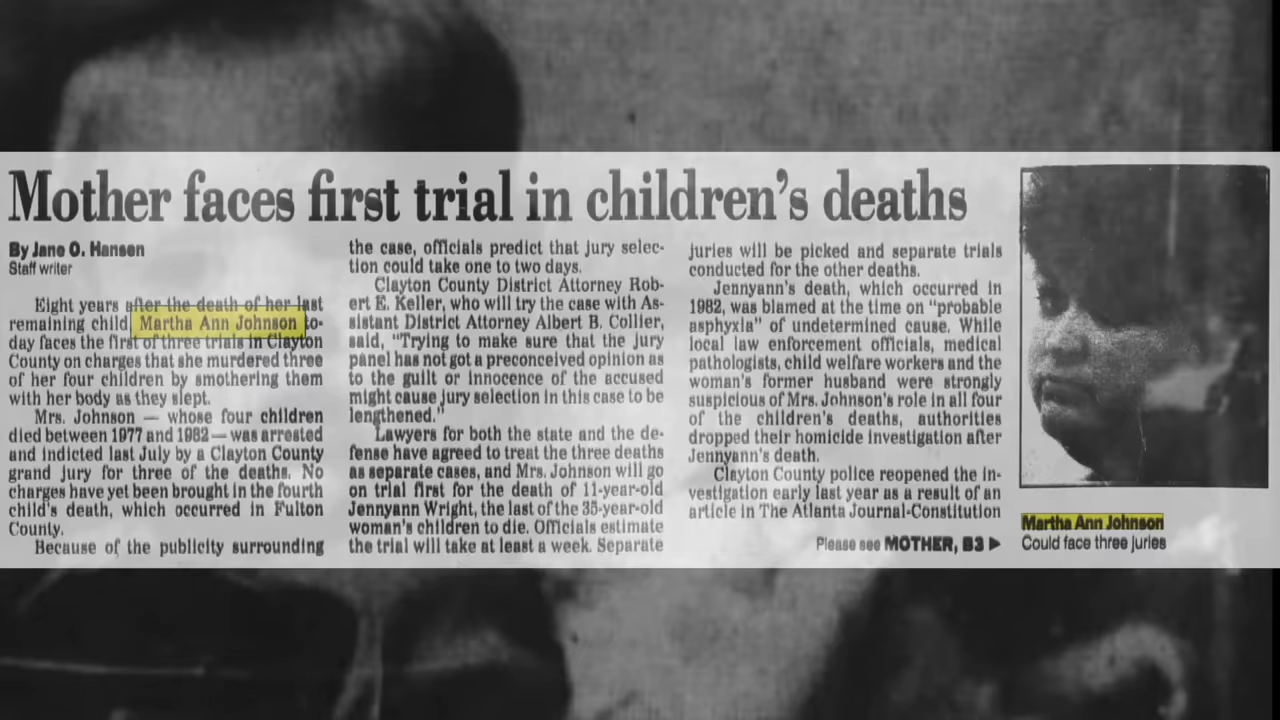 Mother faces first trial in children's deaths
By Jane O. Hansen
Staff writer
Eight years after the death of her last
remaining child, Martha Ann Johnson to-
day faces the first of three trials in Clayton
County on charges that she murdered three
of her four children by smothering them
with her body as they slept.
Mrs. Johnson — whose four children
died between 1977 and 1982 — was arrested
and indicted last July by a Clayton County
grand jury for three of the deaths. No
charges have yet been brought in the fourth
child's death, which occurred in Fulton
County.
Because of the publicity surrounding
the case, officials predict that jury selec-
tion could take one to two days.
Clayton County District Attorney Rob-
ert E. Keller, who will try the case with As-
sistant District Attorney Albert B. Collier,
said, "Trying to make sure that the jury
panel has not got a preconceived opinion as
to the guilt or innocence of the accused
might cause jury selection in this case to be
lengthened."
Lawyers for both the state and the de-
fense have agreed to treat the three deaths
as separate cases, and Mrs. Johnson will go
on trial first for the death of 11-year-old
Jennyann Wright, the last of the 35-year-old
woman's children to die. Officials estimate
the trial will take at least a week. Separate
juries will be picked and separate trials
conducted for the other deaths.
Jennyann's death, which occurred in
1982, was blamed at the time on "probable
asphyxia" of undetermined cause. While
local law enforcement officials, medical
pathologists, child welfare workers and the
woman's former husband were strongly
suspicious of Mrs. Johnson's role in all four
of the children's deaths, authorities
dropped their homicide investigation after
Jennyann's death.
Clayton County police reopened the in-
vestigation early last year as a result of an
article in The Atlanta Journal-Constitution
Please see MOTHER, B3 ▶
Martha Ann Johnson
Could face three juries